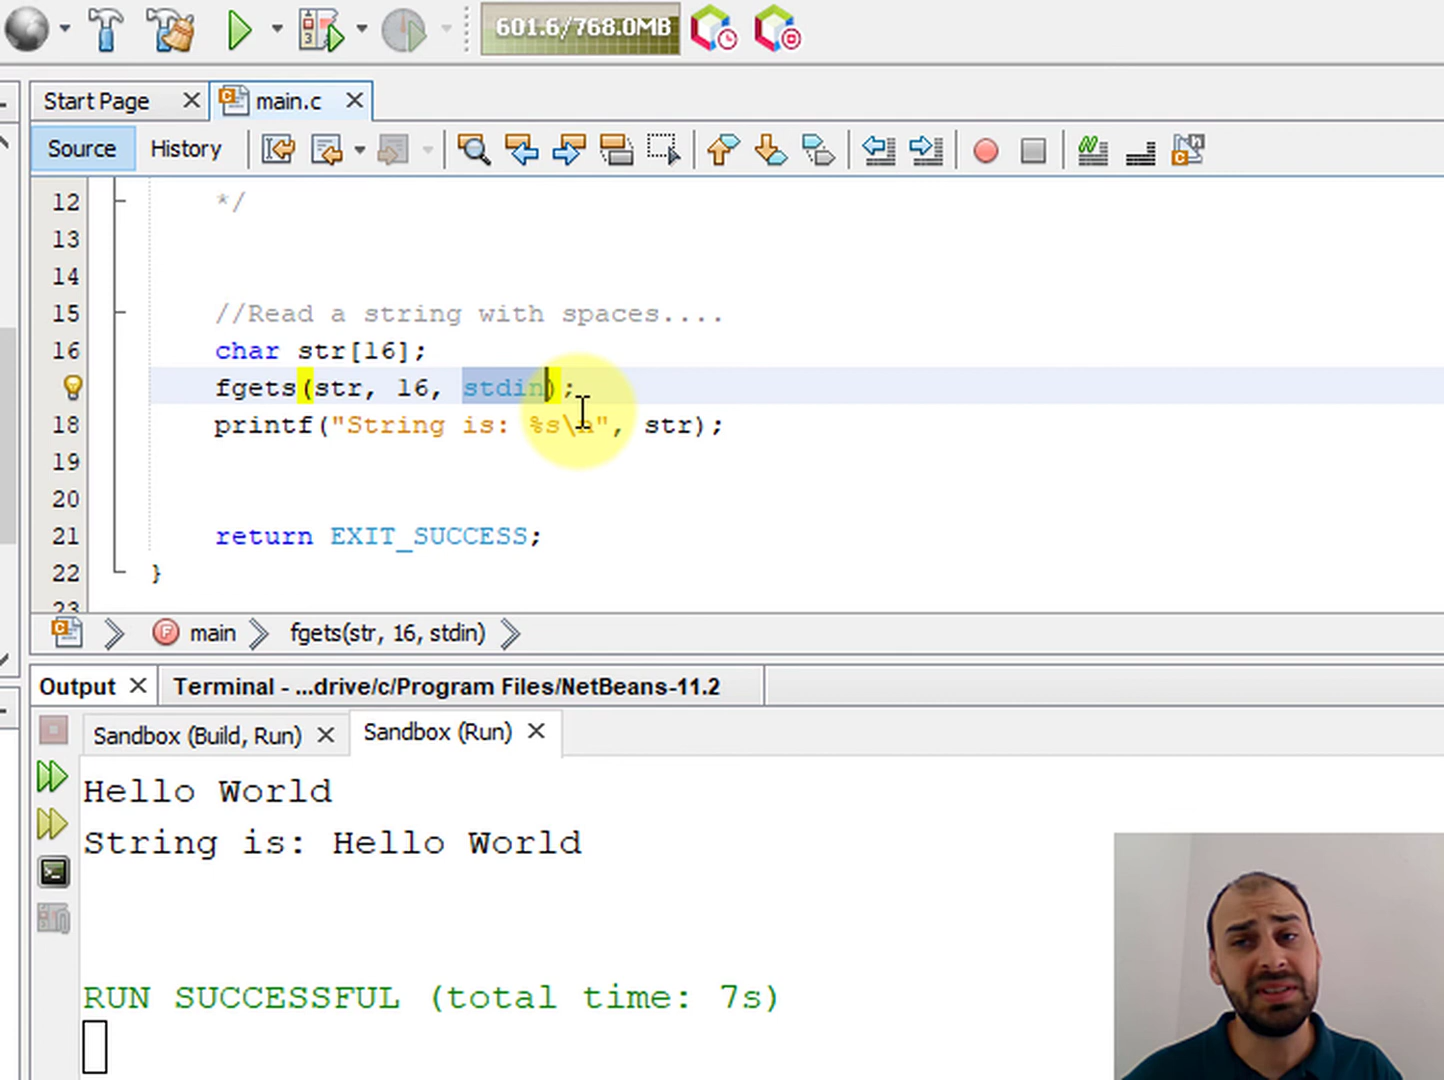 601.6/768.0MB
Start Page
main.c
Source
History
12 */
13
14
15 //Read a string with spaces....
16 char str[16];
fgets(str, 16, stdin);
18 printf("String is: %s\n", str);
19
20
21 return EXIT_SUCCESS;
22 }
23
main
fgets(str, 16, stdin)
Output
Terminal - ...drive/c/Program Files/NetBeans-11.2
Sandbox (Build, Run)
Sandbox (Run)
Hello World
String is: Hello World
RUN SUCCESSFUL (total time: 7s)